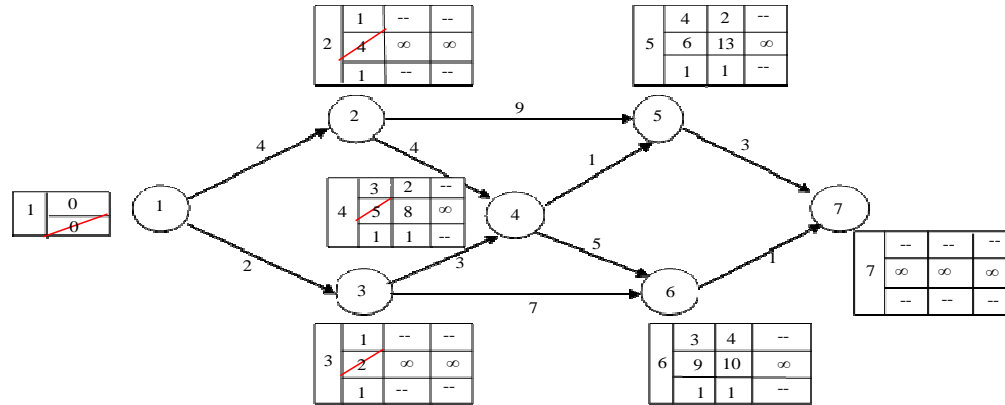 1 -- --
2 4 ∞ ∞
1 -- --
4 2
5 6 13 ∞
1 1 --
2 9 5
4 4 1 3
3 2 --
1 0
0
1
4 5 8 ∞
1 1 --
4 7
2 3 5 1
3 7 6
-- -- --
7 ∞ ∞ ∞
-- -- --
1 -- --
3 2 ∞ ∞
1 -- --
3 4 --
6 9 10 ∞
1 1 --